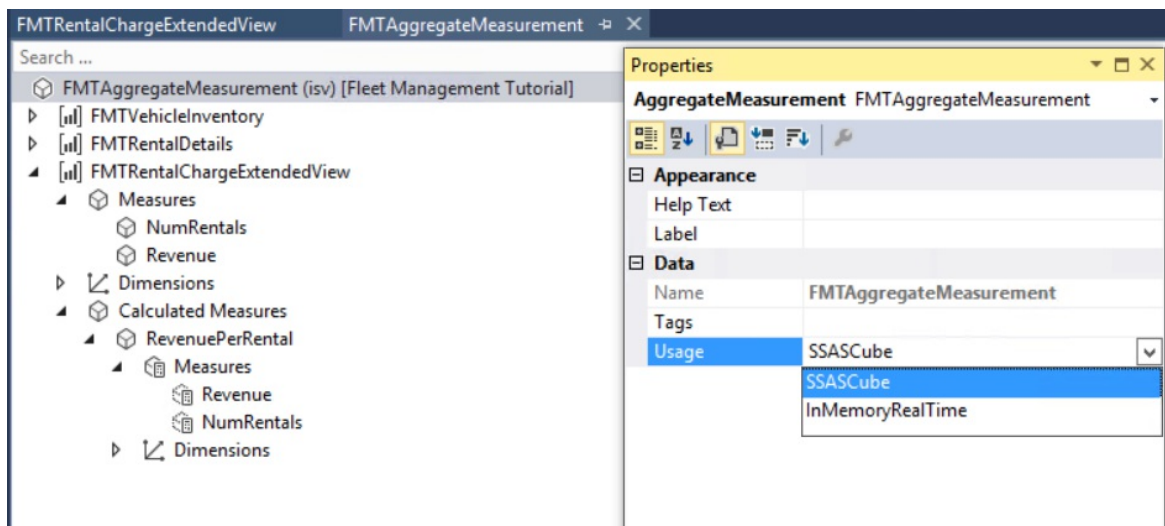 FMTRentalChargeExtendedView
FMTAggregateMeasurement
Search ...
FMTAggregateMeasurement (isv) [Fleet Management Tutorial]
FMTVehicleInventory
FMTRentalDetails
FMTRentalChargeExtendedView
Measures
NumRentals
Revenue
Dimensions
Calculated Measures
RevenuePerRental
Measures
Revenue
NumRentals
Dimensions
Properties
AggregateMeasurement FMTAggregateMeasurement
Appearance
Help Text
Label
Data
Name FMTAggregateMeasurement
Tags
Usage SSASCube
SSASCube
InMemoryRealTime